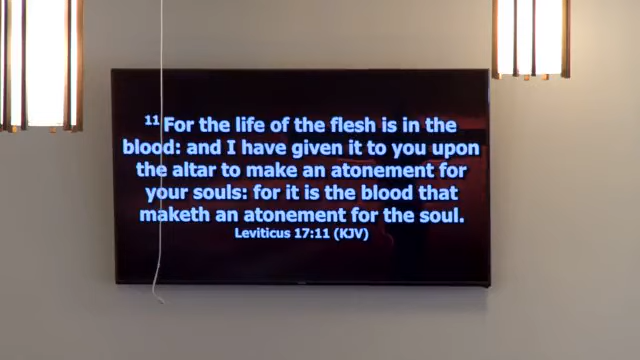 11 For the life of the flesh is in the
blood: and I have given it to you upon
the altar to make an atonement for
your souls: for it is the blood that
maketh an atonement for the soul.
Leviticus 17:11 (KJV)